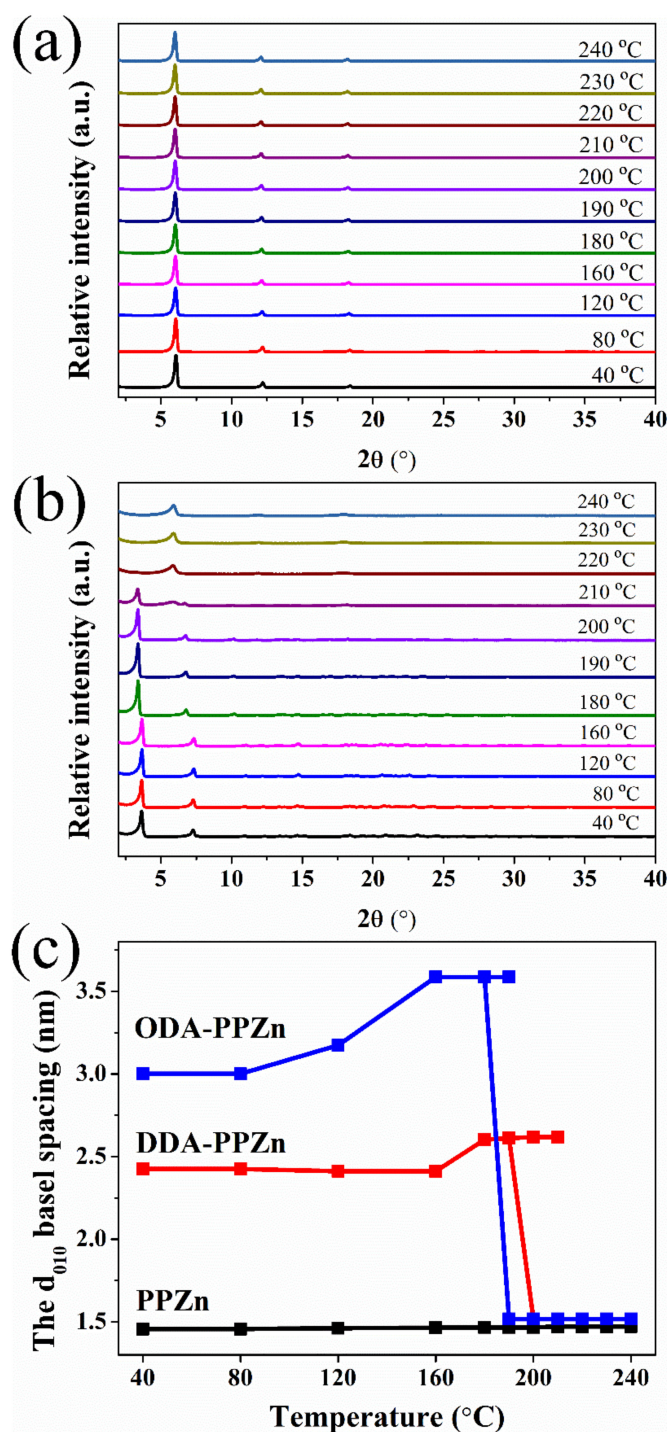 (a)
Relative intensity (a.u.)
240 °C
230 °C
220 °C
210 °C
200 °C
190 °C
180 °C
160 °C
120 °C
80 °C
40 °C
5 10 15 20 25 30 35 40
2θ (°)
(b)
Relative intensity (a.u.)
240 °C
230 °C
220 °C
210 °C
200 °C
190 °C
180 °C
160 °C
120 °C
80 °C
40 °C
5 10 15 20 25 30 35 40
2θ (°)
(c)
The d₀₁₀ basel spacing (nm)
3.5
3.0
2.5
2.0
1.5
ODA-PPZn
DDA-PPZn
PPZn
40 80 120 160 200 240
Temperature (°C)